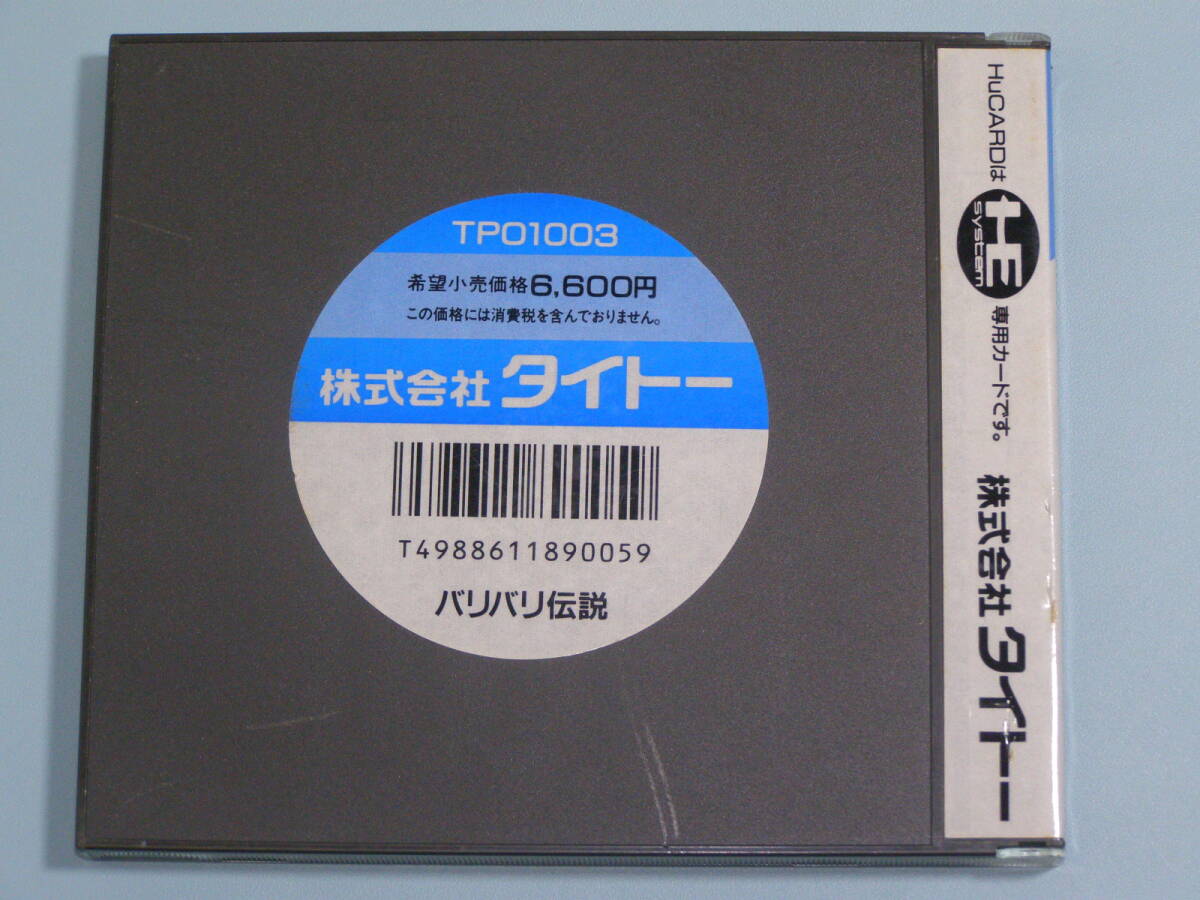 TP01003
希望小売価格6,600円
この価格には消費税を含んでおりません。
株式会社 タイトー
T4988611890059
バリバリ伝説
HuCARDは HE system 専用カードです。 株式会社 タイトー